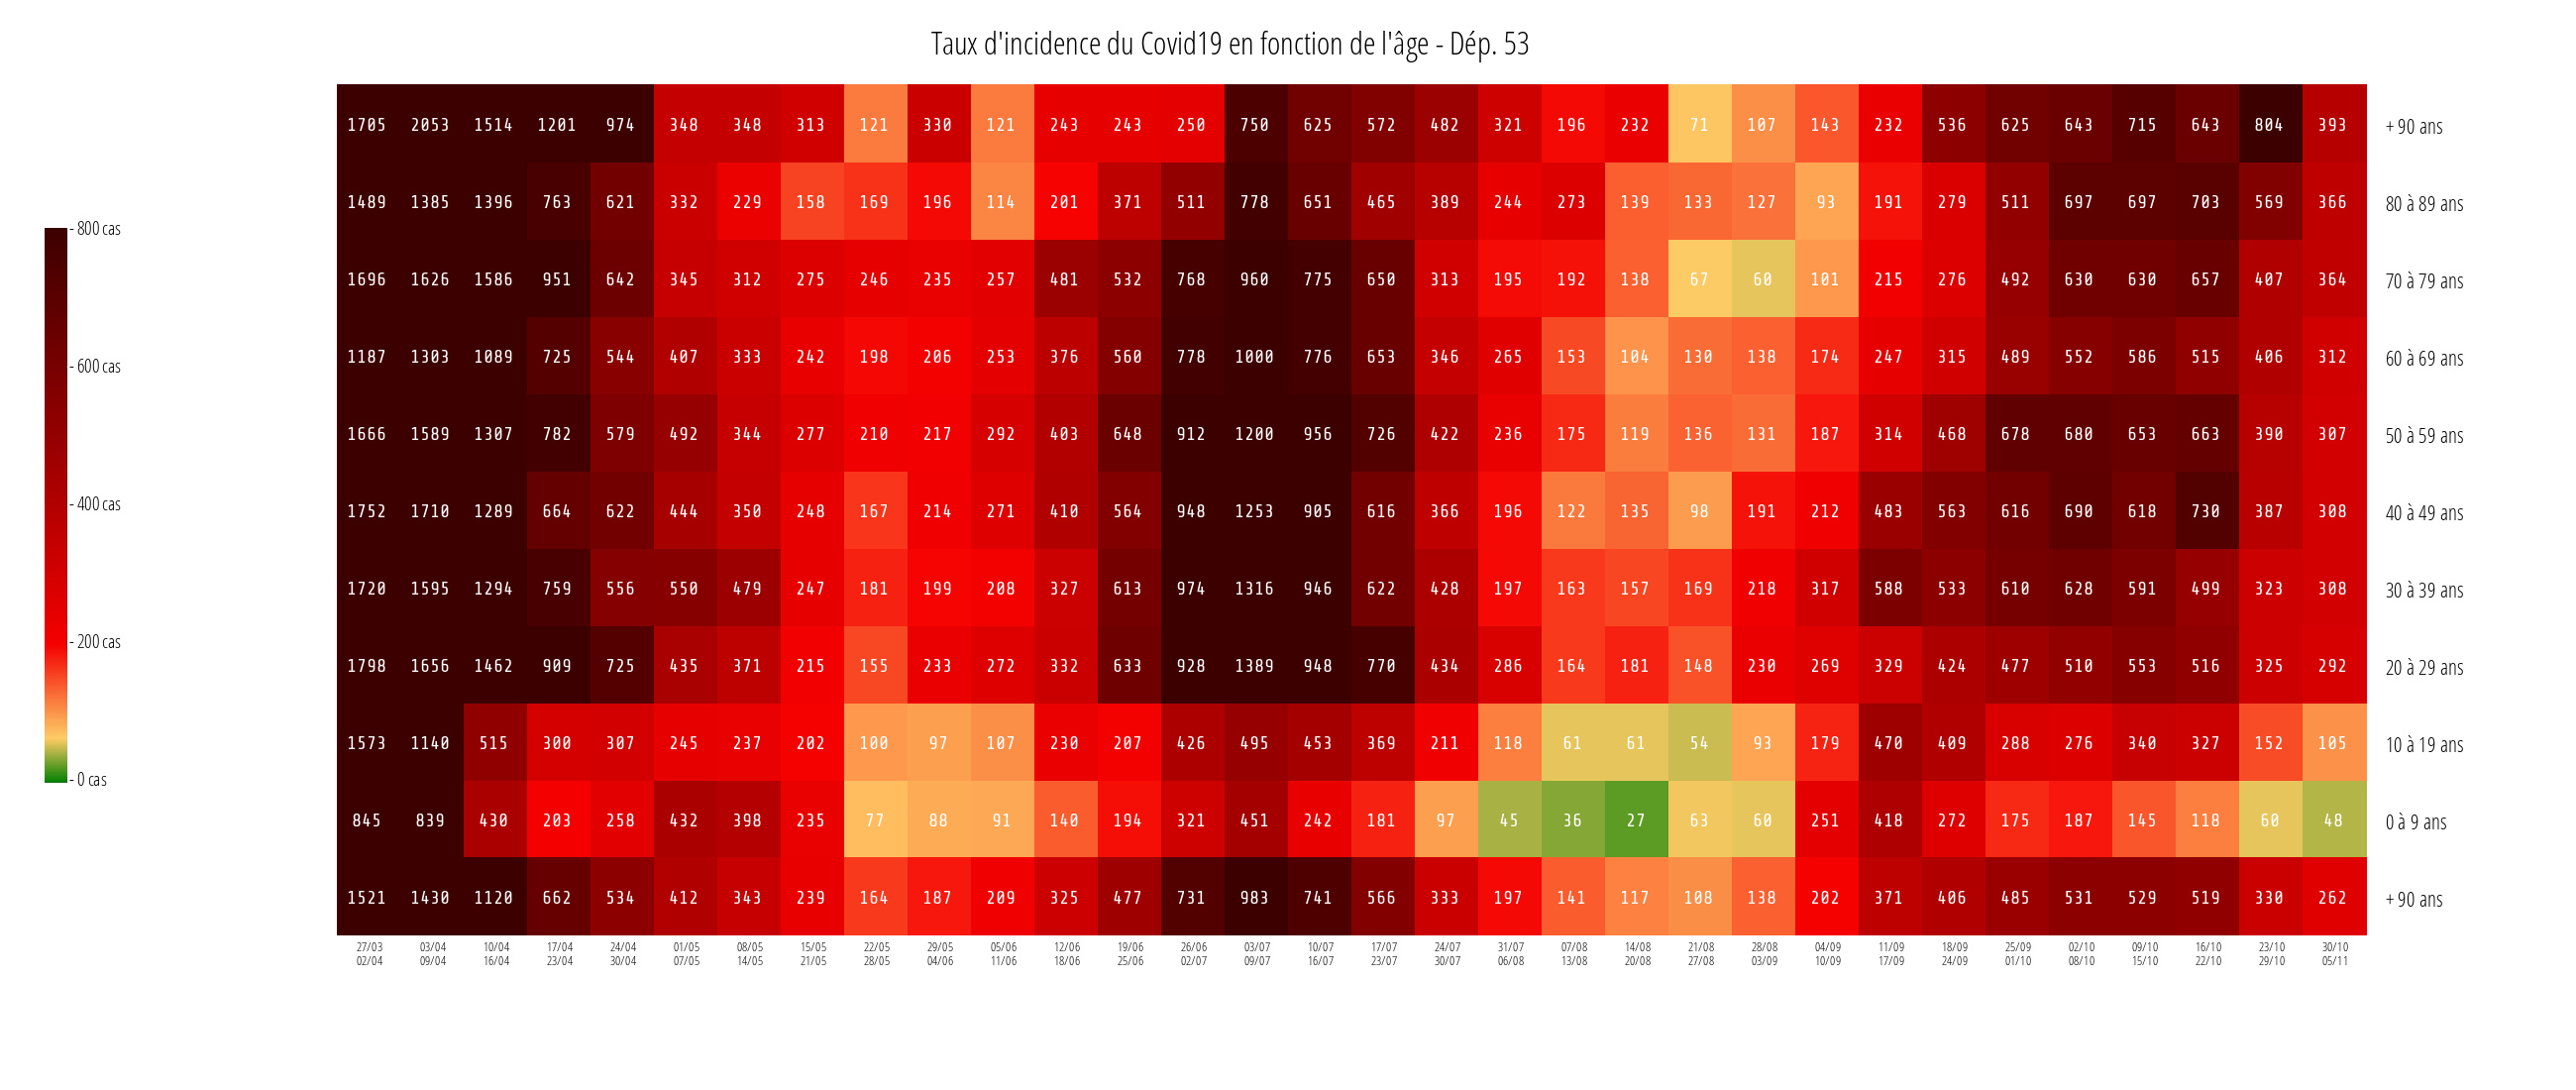 Taux d'incidence du Covid19 en fonction de l'âge - Dép. 53
1705 2053 1514 1201 974 348 348 313 121 330 121 243 243 250 750 625 572 482 321 196 232 71 107 143 232 536 625 643 715 643 804 393 + 90 ans
1489 1385 1396 763 621 332 229 158 169 196 114 201 371 511 778 651 465 389 244 273 139 133 127 93 191 279 511 697 697 703 569 366 80 à 89 ans
- 800 cas
1696 1626 1586 951 642 345 312 275 246 235 257 481 532 768 960 775 650 313 195 192 138 67 60 101 215 276 492 630 630 657 407 364 70 à 79 ans
1187 1303 1089 725 544 407 333 242 198 206 253 376 560 778 1000 776 653 346 265 153 104 130 138 174 247 315 489 552 586 515 406 312 60 à 69 ans
- 600 cas
1666 1589 1307 782 579 492 344 277 210 217 292 403 648 912 1200 956 726 422 236 175 119 136 131 187 314 468 678 680 653 663 390 307 50 à 59 ans
- 400 cas
1752 1710 1289 664 622 444 350 248 167 214 271 410 564 948 1253 905 616 366 196 122 135 98 191 212 483 563 616 690 618 730 387 308 40 à 49 ans
1720 1595 1294 759 556 550 479 247 181 199 208 327 613 974 1316 946 622 428 197 163 157 169 218 317 588 533 610 628 591 499 323 308 30 à 39 ans
- 200 cas
1798 1656 1462 909 725 435 371 215 155 233 272 332 633 928 1389 948 770 434 286 164 181 148 230 269 329 424 477 510 553 516 325 292 20 à 29 ans
1573 1140 515 300 307 245 237 202 100 97 107 230 207 426 495 453 369 211 118 61 61 54 93 179 470 409 288 276 340 327 152 105 10 à 19 ans
- 0 cas
845 839 430 203 258 432 398 235 77 88 91 140 194 321 451 242 181 97 45 36 27 63 60 251 418 272 175 187 145 118 60 48 0 à 9 ans
1521 1430 1120 662 534 412 343 239 164 187 209 325 477 731 983 741 566 333 197 141 117 108 138 202 371 406 485 531 529 519 330 262 + 90 ans
27/03 03/04 10/04 17/04 24/04 01/05 08/05 15/05 22/05 29/05 05/06 12/06 19/06 26/06 03/07 10/07 17/07 24/07 31/07 07/08 14/08 21/08 28/08 04/09 11/09 18/09 25/09 02/10 09/10 16/10 23/10 30/10
02/04 09/04 16/04 23/04 30/04 07/05 14/05 21/05 28/05 04/06 11/06 18/06 25/06 02/07 09/07 16/07 23/07 30/07 06/08 13/08 20/08 27/08 03/09 10/09 17/09 24/09 01/10 08/10 15/10 22/10 29/10 05/11